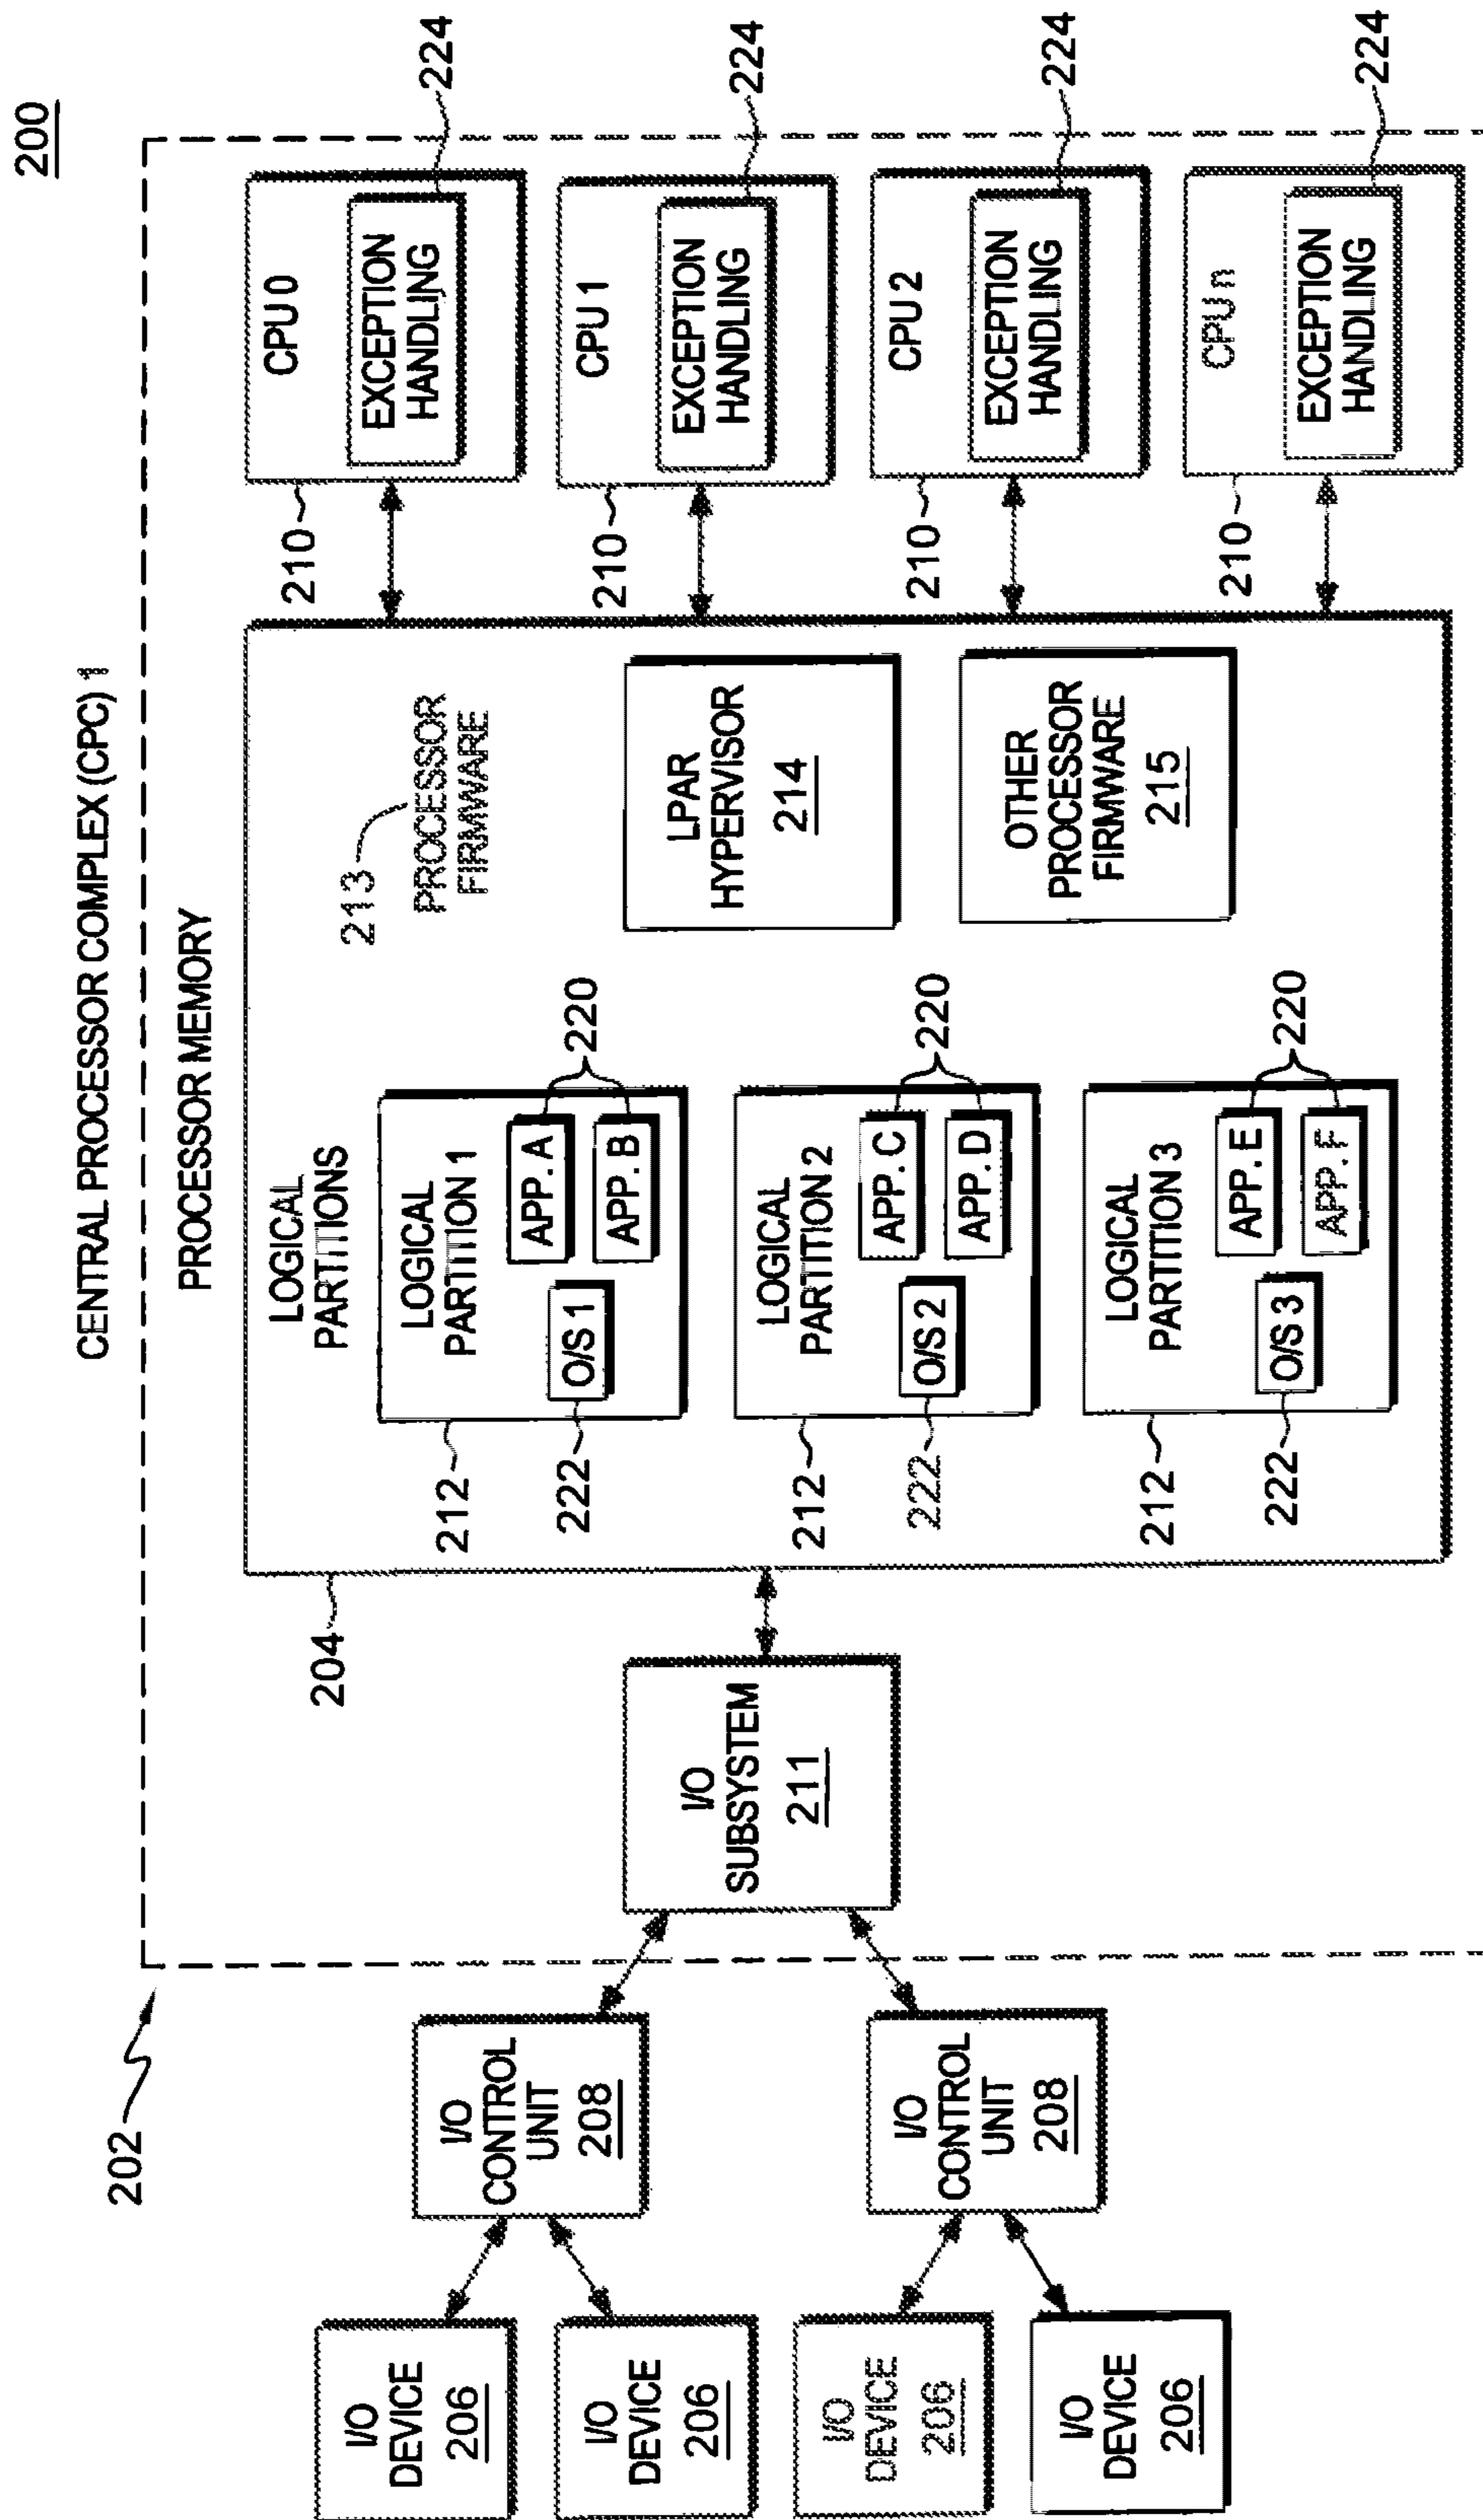 200
CENTRAL PROCESSOR COMPLEX (CPC) 1
202
PROCESSOR MEMORY
204
LOGICAL
PARTITIONS
213
PROCESSOR
FIRMWARE
LOGICAL
PARTITION 1
212
O/S 1
222
APP. A
APP. B
220
LOGICAL
PARTITION 2
212
O/S 2
222
APP. C
APP. D
220
LOGICAL
PARTITION 3
212
O/S 3
222
APP. E
APP. F
220
LPAR
HYPERVISOR
214
OTHER
PROCESSOR
FIRMWARE
215
CPU 0
EXCEPTION
HANDLING
210
224
CPU 1
EXCEPTION
HANDLING
210
224
CPU 2
EXCEPTION
HANDLING
210
224
CPU n
EXCEPTION
HANDLING
210
224
I/O
SUBSYSTEM
211
I/O
CONTROL
UNIT
208
I/O
CONTROL
UNIT
208
I/O
DEVICE
206
I/O
DEVICE
206
I/O
DEVICE
206
I/O
DEVICE
206